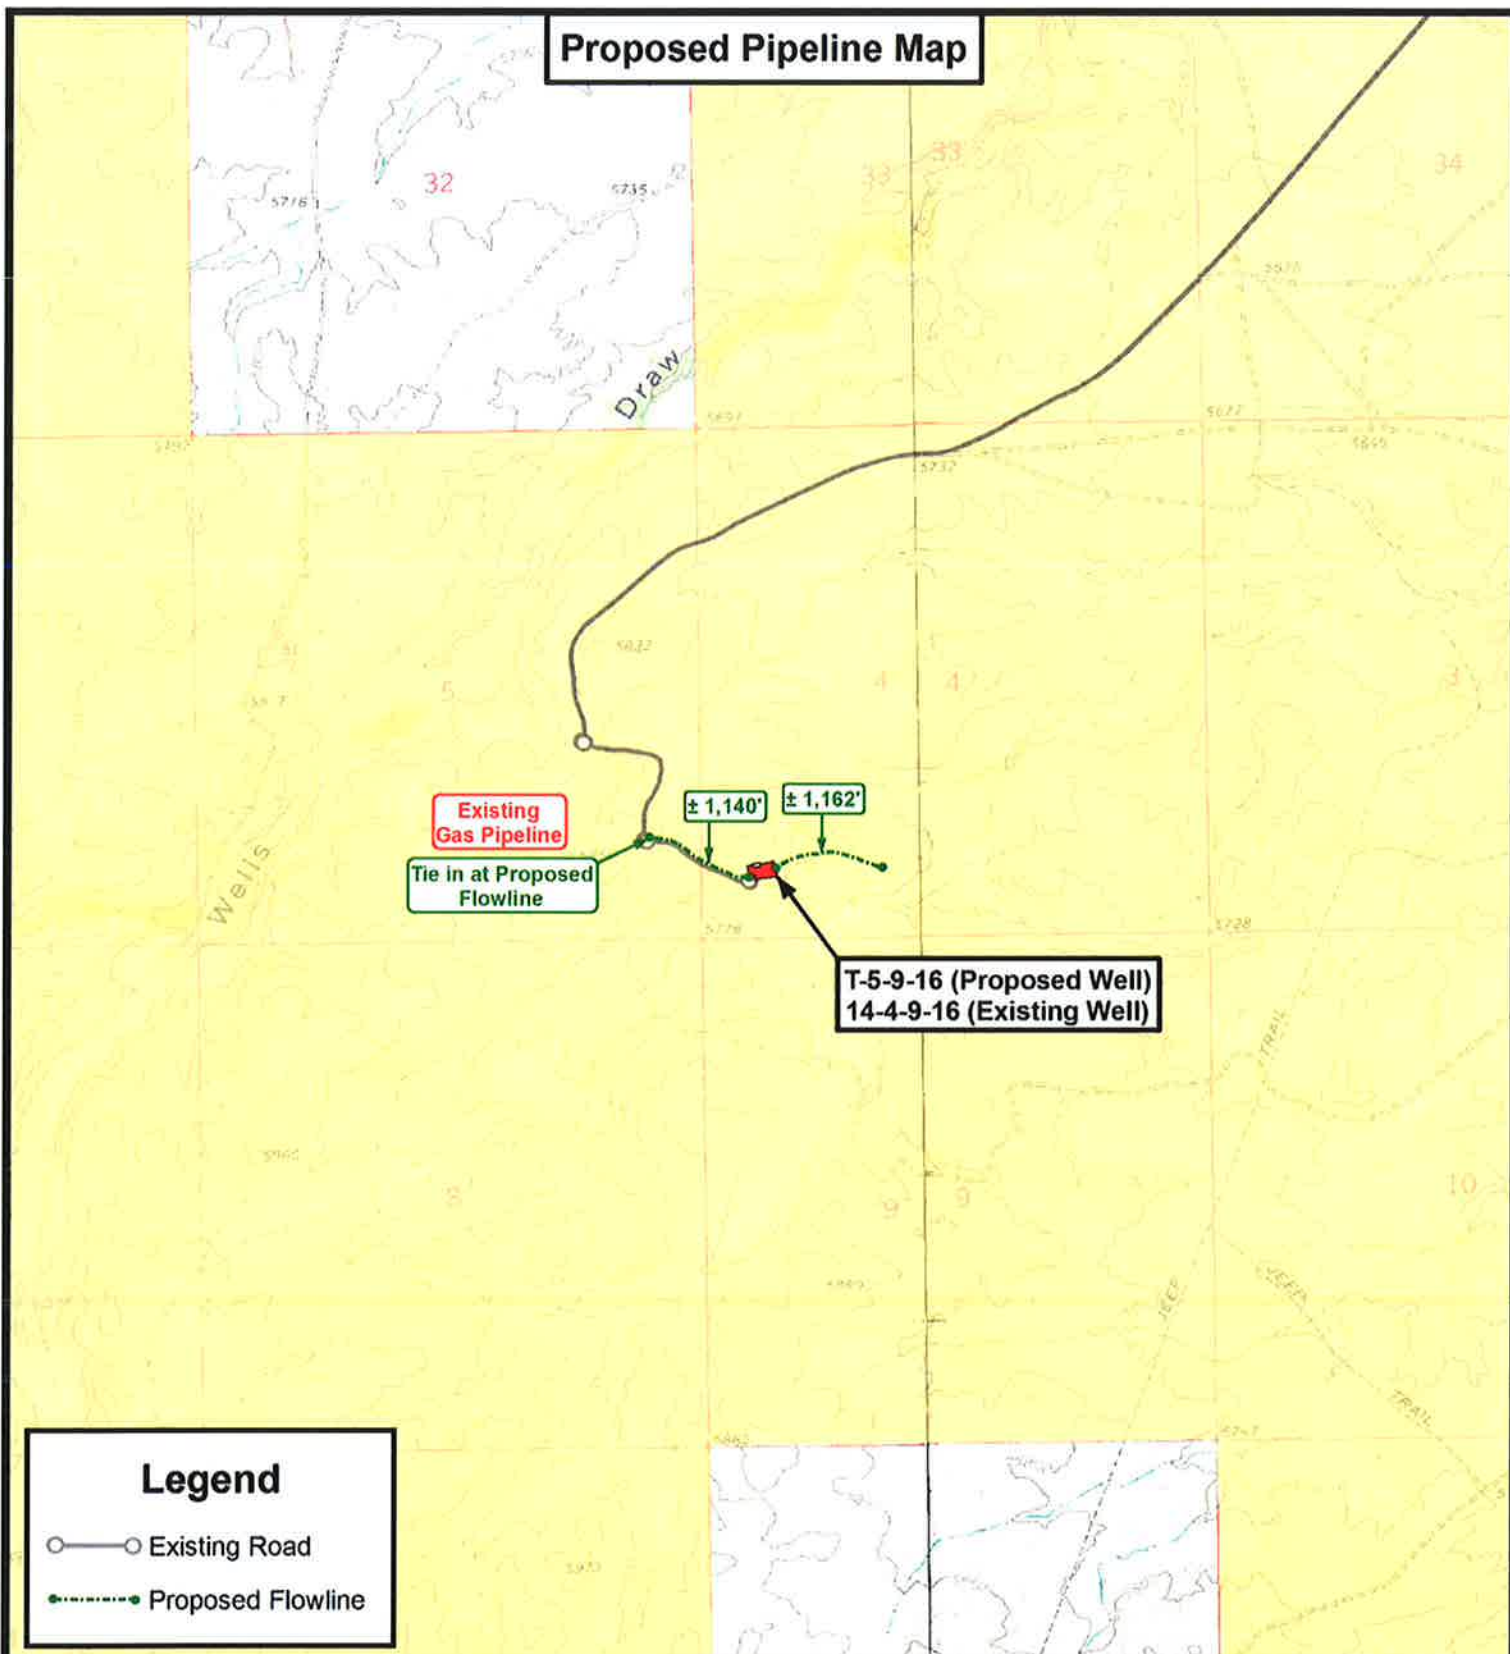 Proposed Pipeline Map
32
33
33
34
5716
5735
Draw
5697
5677
5732
5
4
4
3
Existing
Gas Pipeline
± 1,140'
± 1,162'
Tie in at Proposed
Flowline
Wells
5776
5728
T-5-9-16 (Proposed Well)
14-4-9-16 (Existing Well)
TRAIL
8
9
9
10
JEEP
JEEP
TRAIL
Legend
Existing Road
Proposed Flowline